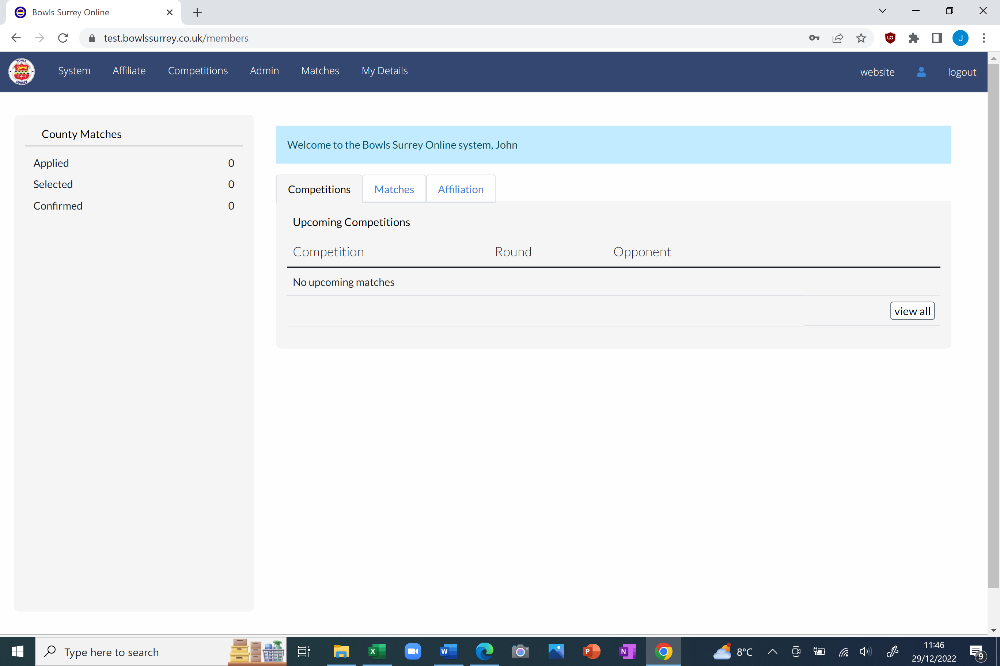 Bowls Surrey Online
test.bowlssurrey.co.uk/members
J
BOWLS
SURREY
System
Affiliate
Competitions
Admin
Matches
My Details
website
logout
County Matches
Applied 0
Selected 0
Confirmed 0
Welcome to the Bowls Surrey Online system, John
Competitions
Matches
Affiliation
Upcoming Competitions
Competition Round Opponent
No upcoming matches
view all
Type here to search
X
W
P
N
8°C
11:46
29/12/2022
9